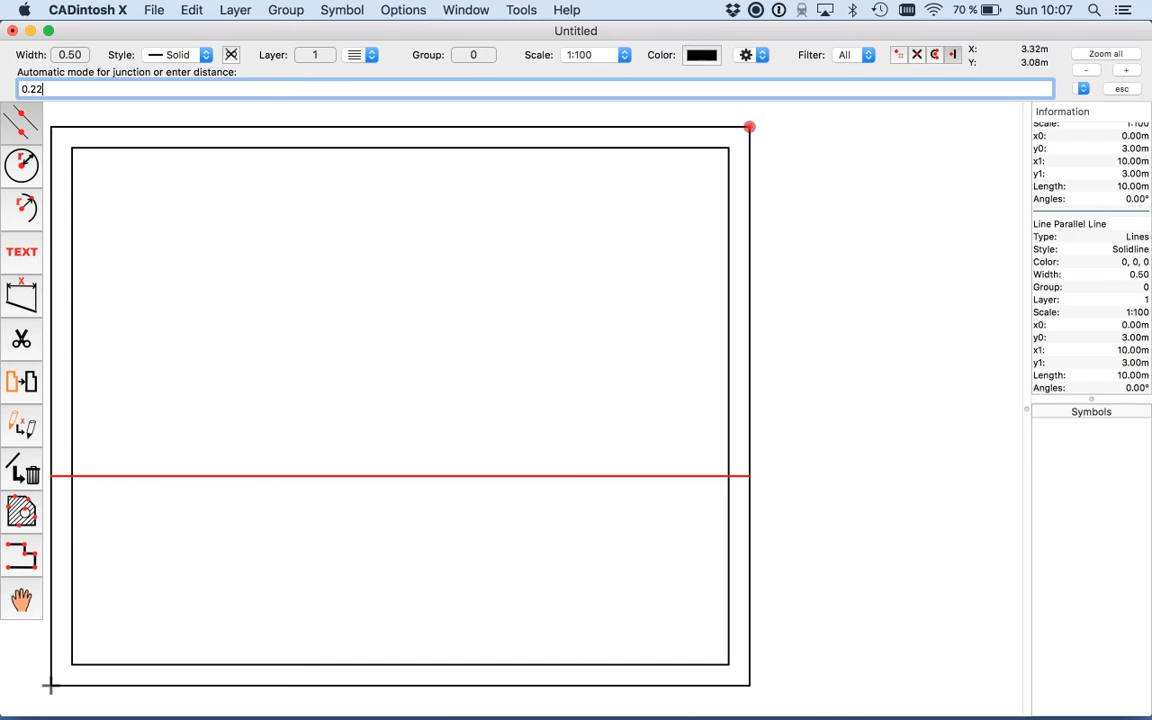 CADintosh X File Edit Layer Group Symbol Options Window Tools Help 70 % Sun 10:07
Untitled
Width: 0.50 Style: Solid Layer: 1 Group: 0 Scale: 1:100 Color: Filter: All X: 3.32m Zoom all
Y: 3.08m - +
Automatic mode for junction or enter distance:
0.22 esc
r
r
TEXT
X
x
Information
Scale: 1:100
x0: 0.00m
y0: 3.00m
x1: 10.00m
y1: 3.00m
Length: 10.00m
Angles: 0.00°
Line Parallel Line
Type: Lines
Style: Solidline
Color: 0, 0, 0
Width: 0.50
Group: 0
Layer: 1
Scale: 1:100
x0: 0.00m
y0: 3.00m
x1: 10.00m
y1: 3.00m
Length: 10.00m
Angles: 0.00°
Symbols